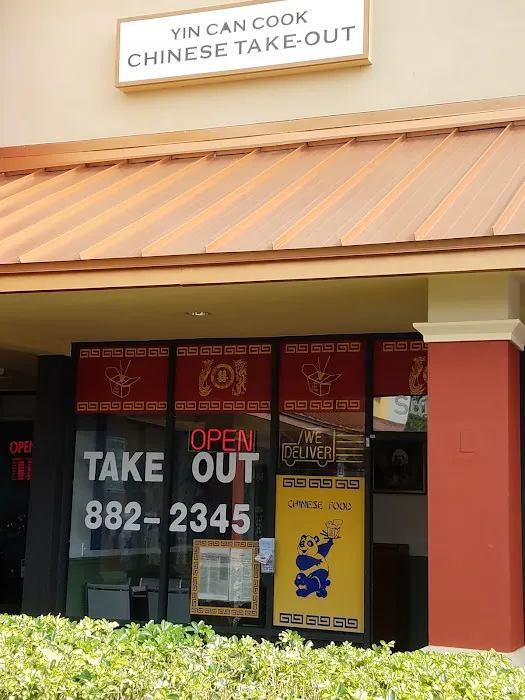 YIN CAN COOK
CHINESE TAKE-OUT
OPEN
OPEN
TAKE OUT
882-2345
WE
DELIVER
CHINESE FOOD